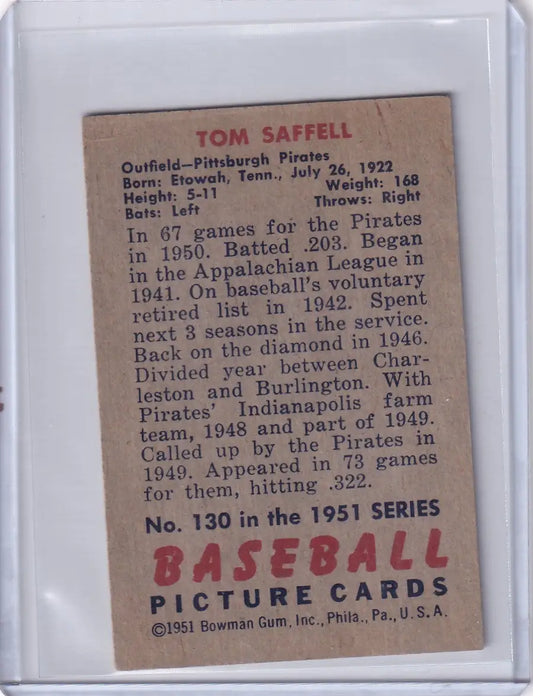 TOM SAFFELL
Outfield—Pittsburgh Pirates
Born: Etowah, Tenn., July 26, 1922
Height: 5-11 Weight: 168
Bats: Left Throws: Right
In 67 games for the Pirates
in 1950. Batted .203. Began
in the Appalachian League in
1941. On baseball's voluntary
retired list in 1942. Spent
next 3 seasons in the service.
Back on the diamond in 1946.
Divided year between Char-
leston and Burlington. With
Pirates' Indianapolis farm
team, 1948 and part of 1949.
Called up by the Pirates in
1949. Appeared in 73 games
for them, hitting .322.
No. 130 in the 1951 SERIES
BASEBALL
PICTURE CARDS
©1951 Bowman Gum, Inc., Phila., Pa., U.S.A.